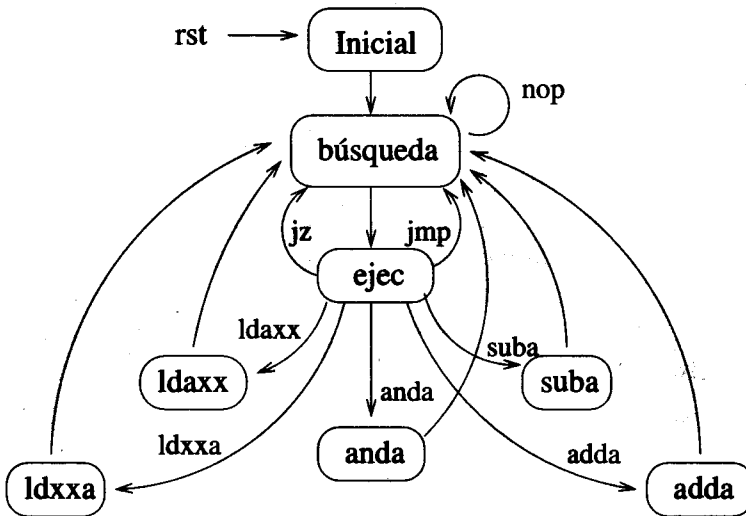 rst
Inicial
nop
búsqueda
jz
jmp
ejec
ldaxx
suba
ldaxx
anda
suba
ldxxa
anda
adda
ldxxa
adda